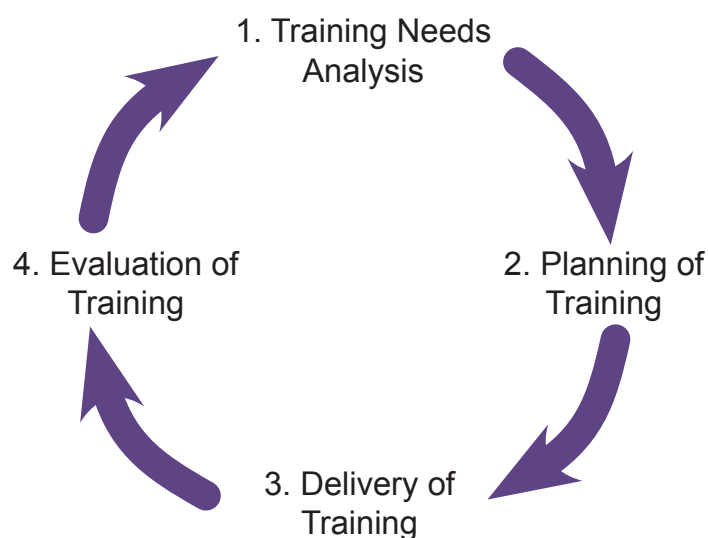 1. Training Needs
Analysis
2. Planning of
Training
3. Delivery of
Training
4. Evaluation of
Training